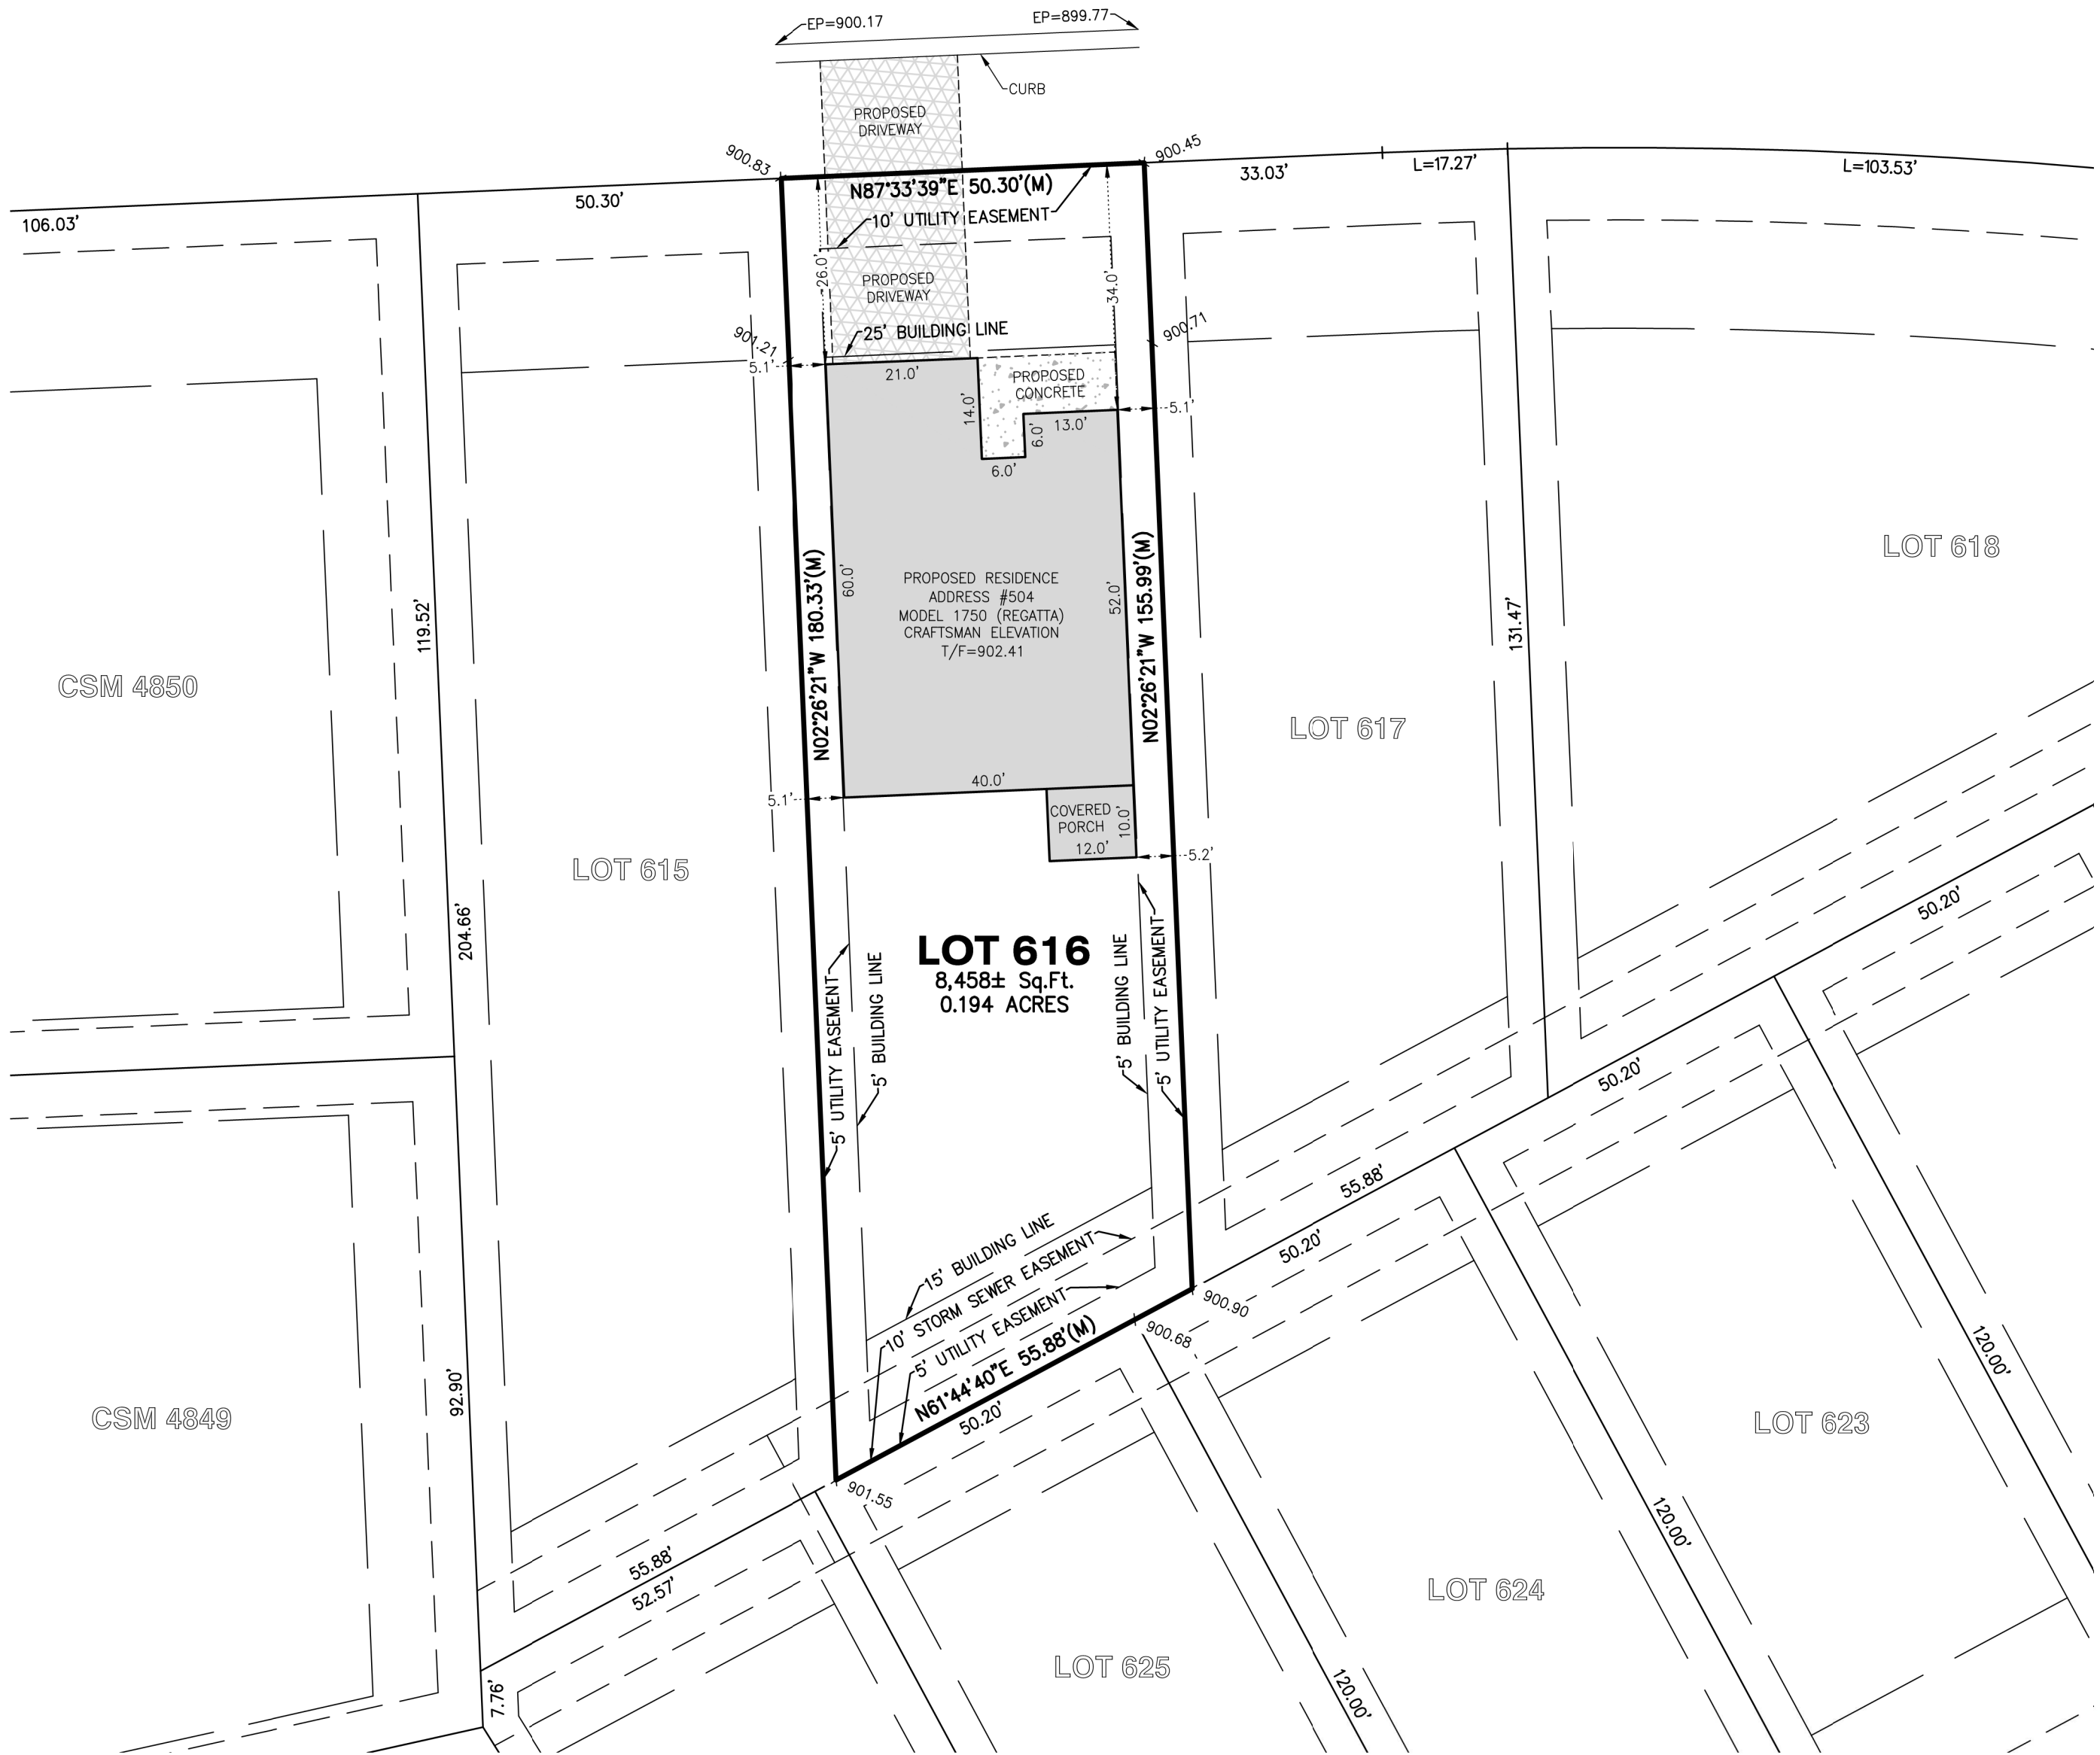 EP=900.17
EP=899.77
CURB
PROPOSED
DRIVEWAY
900.83
900.45
106.03'
50.30'
N87°33'39"E 50.30'(M)
33.03'
L=17.27'
L=103.53'
10' UTILITY EASEMENT
26.0'
PROPOSED
DRIVEWAY
34.0'
25' BUILDING LINE
901.21
900.71
5.1'
21.0'
PROPOSED
CONCRETE
14.0'
6.0'
13.0'
5.1'
6.0'
N02°26'21"W 180.33'(M)
60.0'
PROPOSED RESIDENCE
ADDRESS #504
MODEL 1750 (REGATTA)
CRAFTSMAN ELEVATION
T/F=902.41
52.0'
N02°26'21"W 155.99'(M)
119.52'
131.47'
LOT 618
CSM 4850
LOT 617
5.1'
40.0'
COVERED
PORCH
10.0'
12.0'
5.2'
LOT 615
204.66'
LOT 616
8,458± Sq.Ft.
0.194 ACRES
5' UTILITY EASEMENT
5' BUILDING LINE
5' BUILDING LINE
5' UTILITY EASEMENT
50.20'
50.20'
55.88'
50.20'
15' BUILDING LINE
10' STORM SEWER EASEMENT
5' UTILITY EASEMENT
N61°44'40"E 55.88'(M)
50.20'
900.90
900.68
901.55
92.90'
CSM 4849
LOT 623
120.00'
120.00'
55.88'
52.57'
LOT 624
LOT 625
120.00'
7.76'